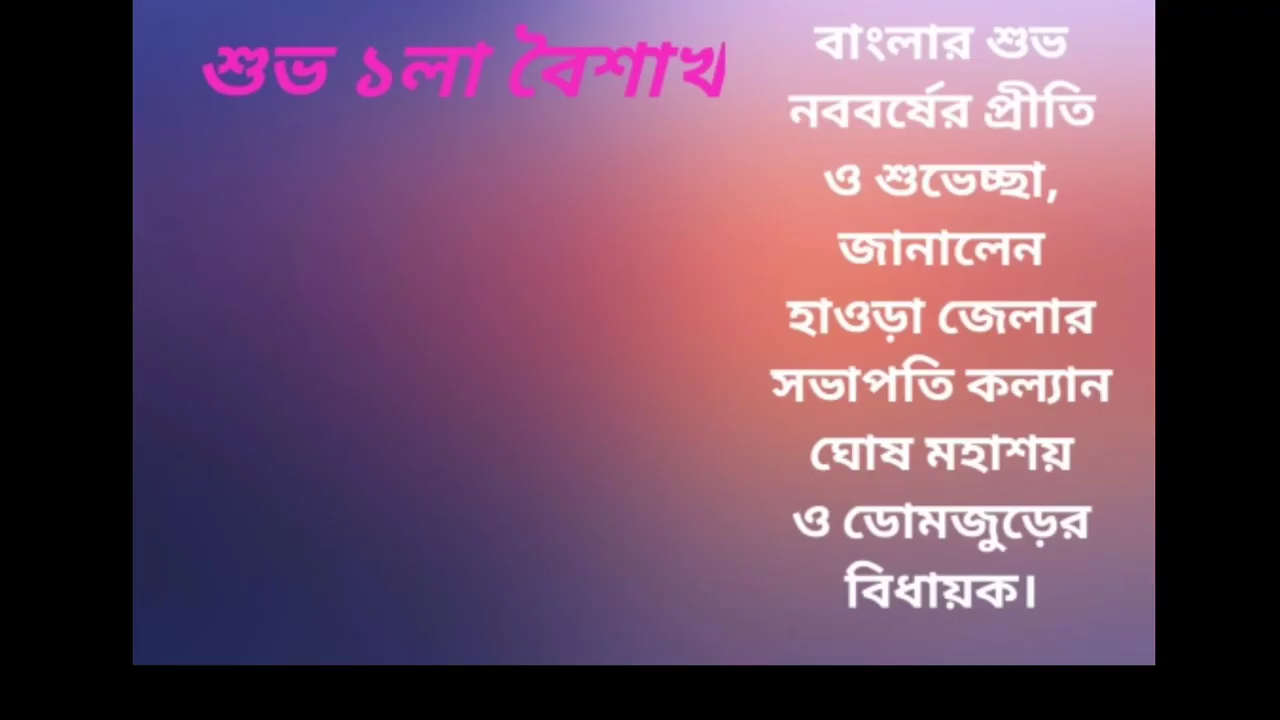 শুভ ১লা বৈশাখ
বাংলার শুভ
নববর্ষের প্রীতি
ও শুভেচ্ছা,
জানালেন
হাওড়া জেলার
সভাপতি কল্যান
ঘোষ মহাশয়
ও ডোমজুড়ের
বিধায়ক।